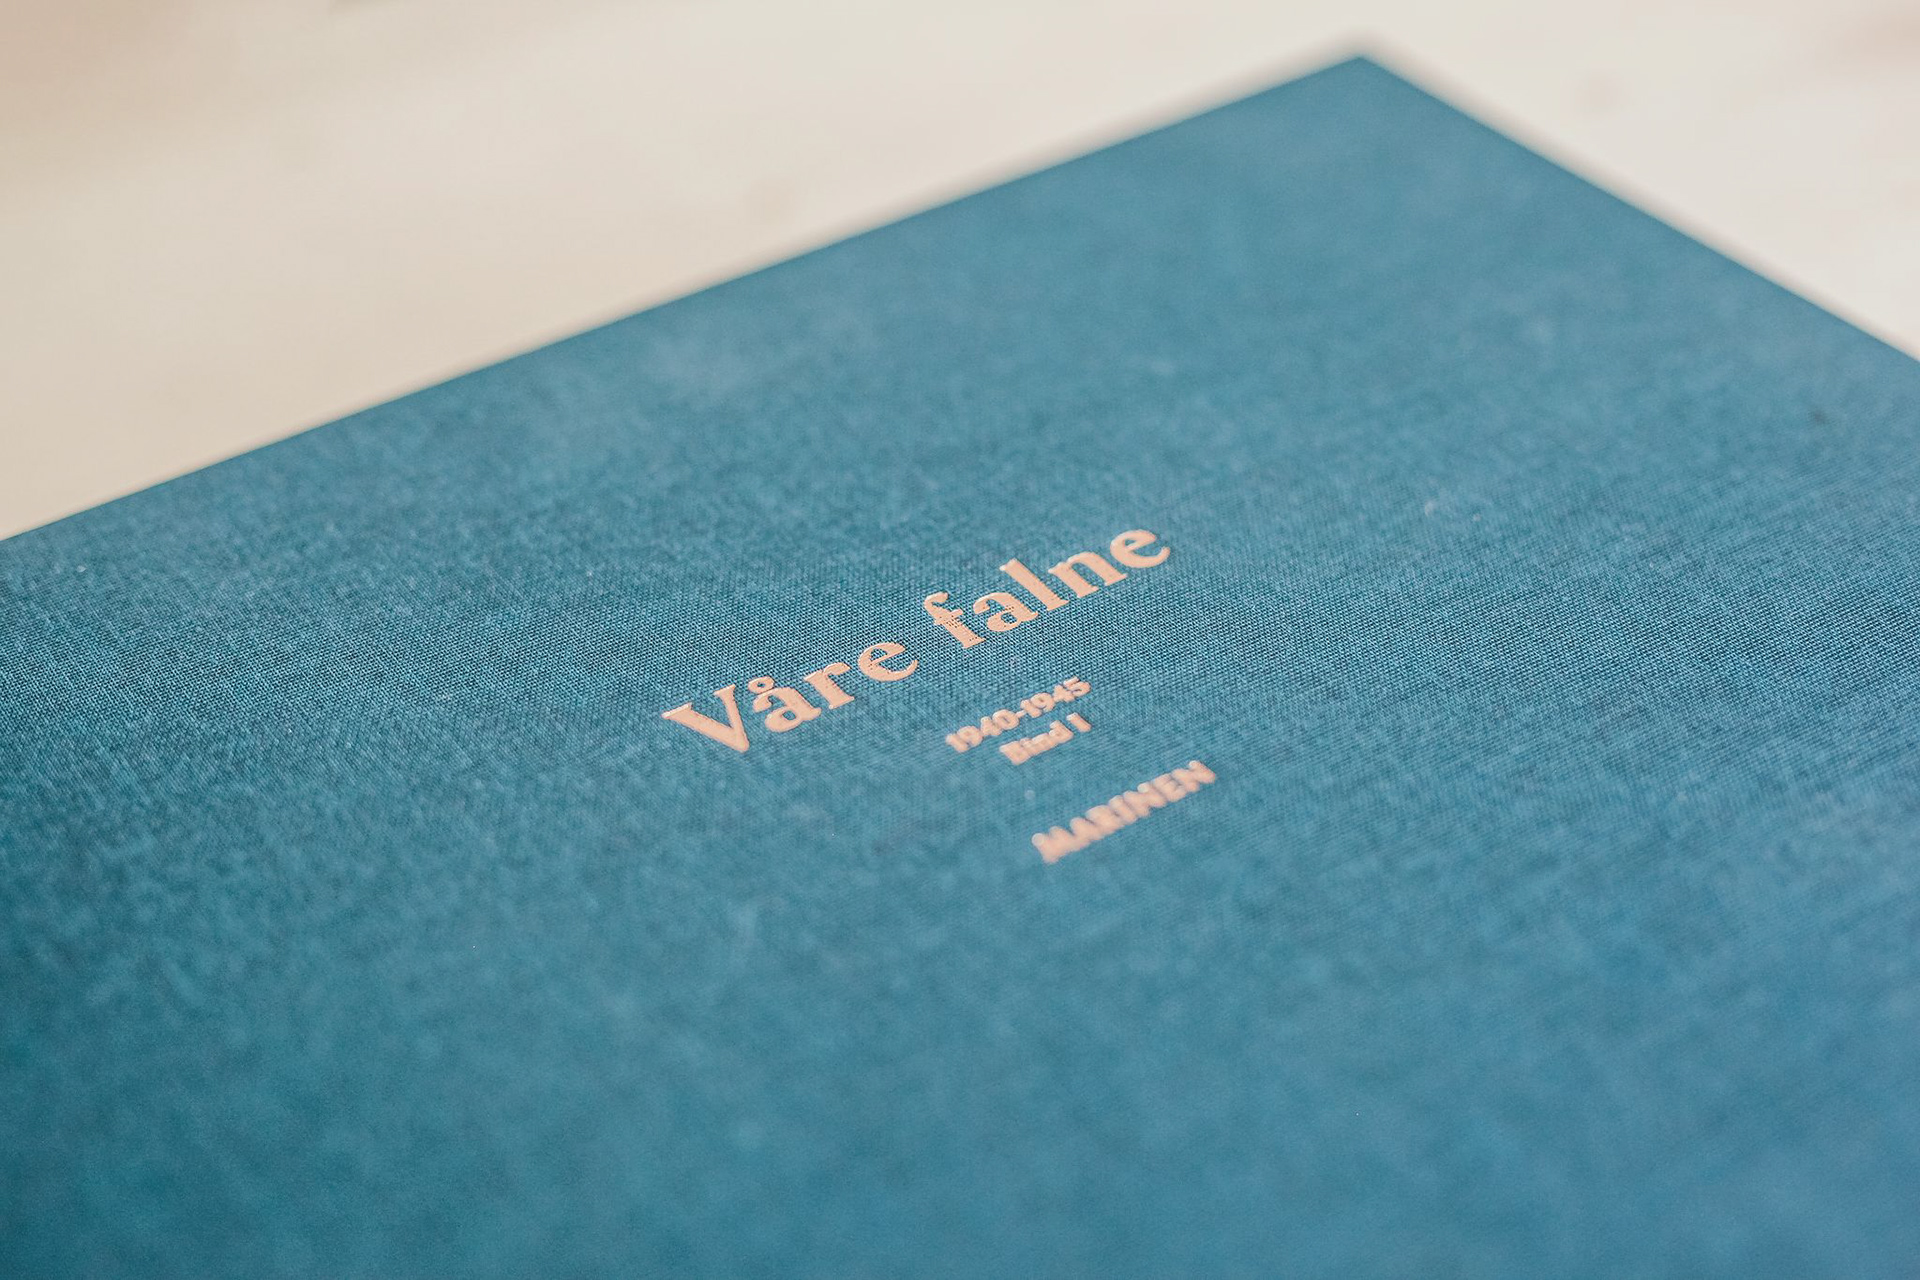 Våre falne
1940-1945
Bind I
MARINEN